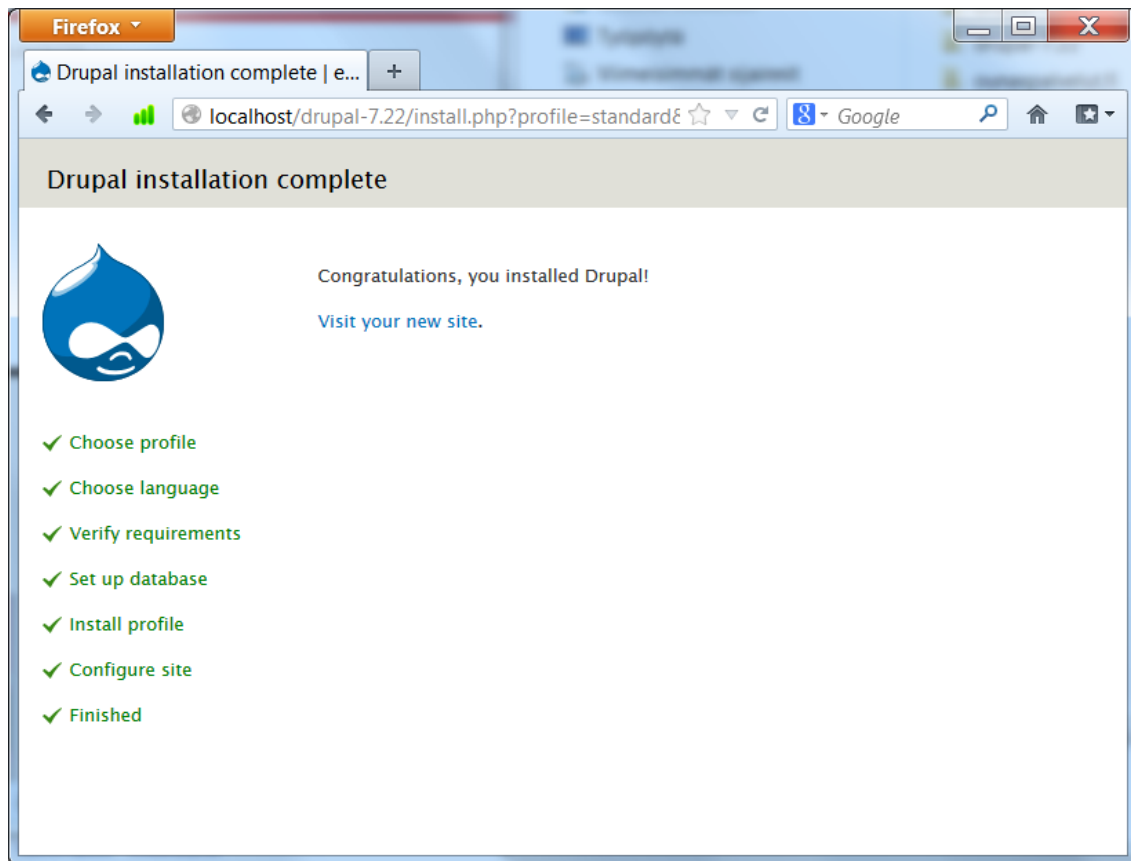 Firefox
Drupal installation complete | e...
localhost/drupal-7.22/install.php?profile=standard&
Google
Drupal installation complete
Congratulations, you installed Drupal!
Visit your new site.
Choose profile
Choose language
Verify requirements
Set up database
Install profile
Configure site
Finished